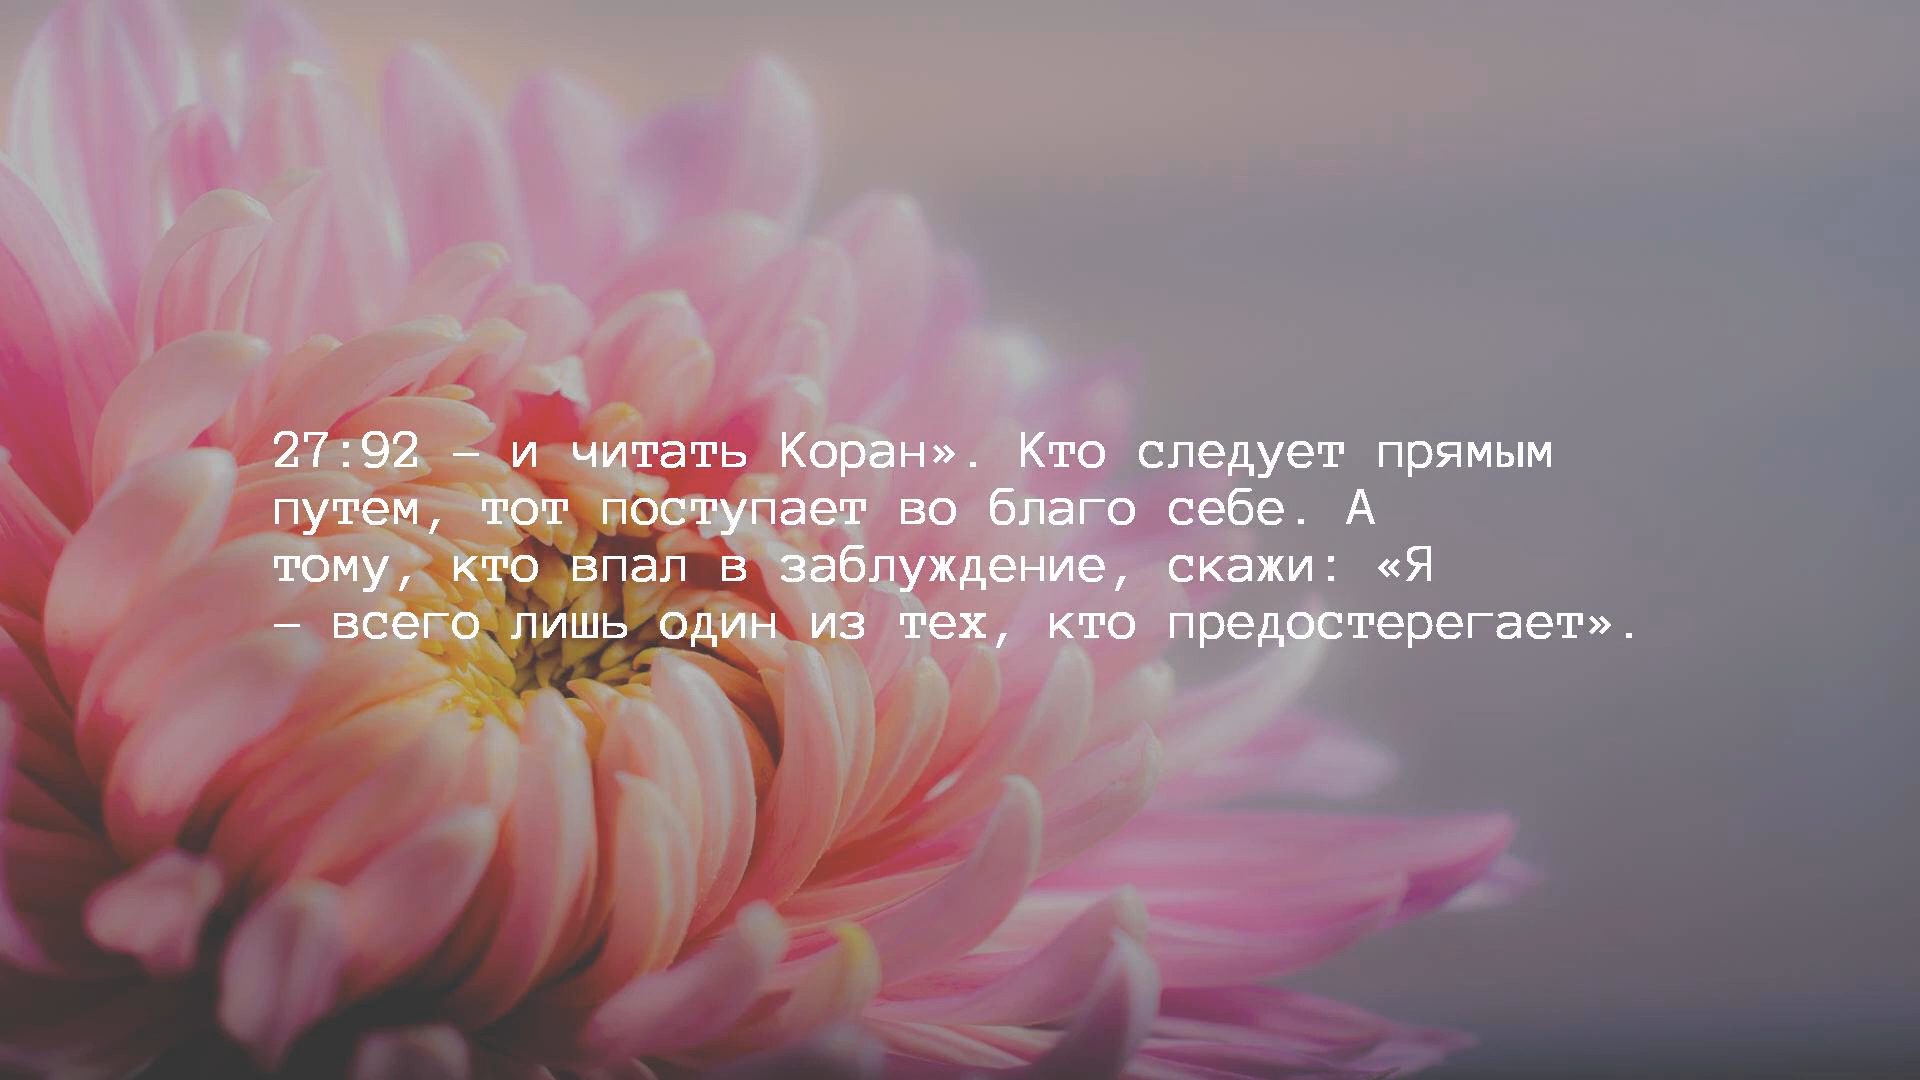 27:92 — и читать Коран». Кто следует прямым
путем, тот поступает во благо себе. А
тому, кто впал в заблуждение, скажи: «Я
— всего лишь один из тех, кто предостерегает».